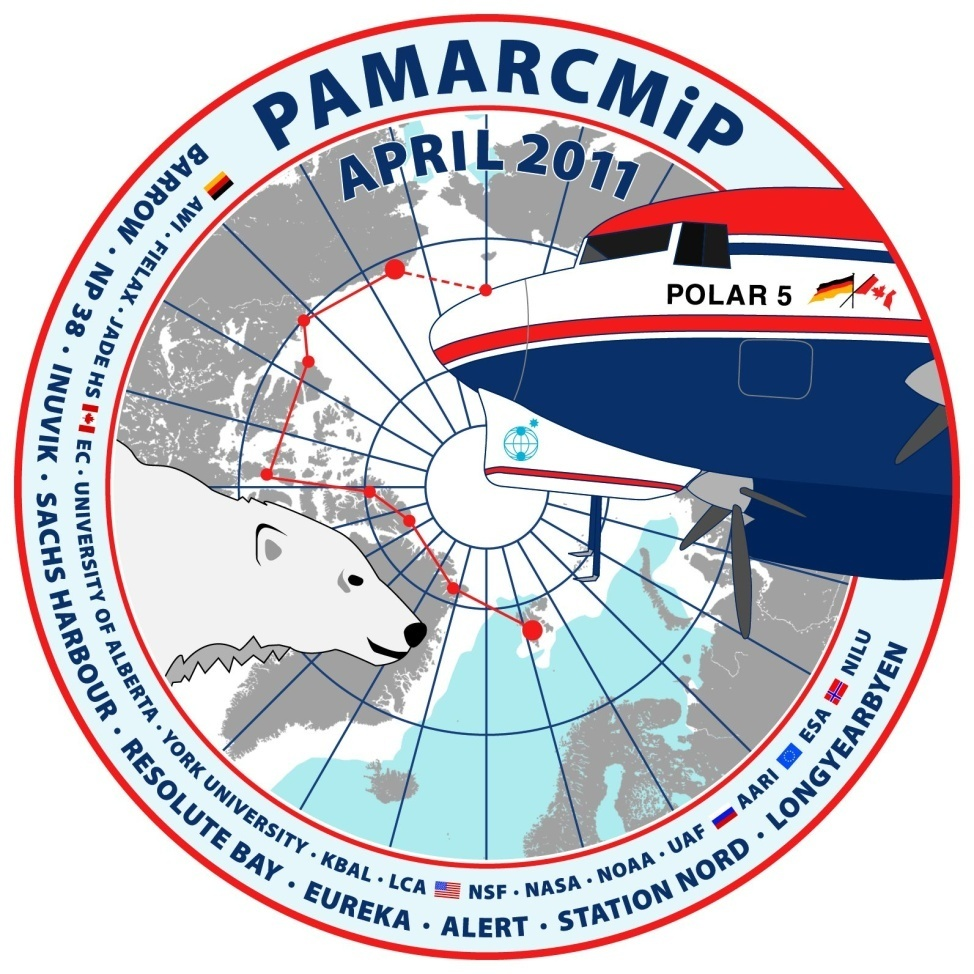 PAMARCMiP
APRIL 2011
POLAR 5
BARROW · NP 38 · INUVIK · SACHS HARBOUR · RESOLUTE BAY · EUREKA · ALERT · STATION NORD · LONGYEARBYEN
AWI · FIELAX · JADE HS EC · UNIVERSITY OF ALBERTA · YORK UNIVERSITY · KBAL · LCA NSF · NASA · NOAA · UAF AARI ESA NILU